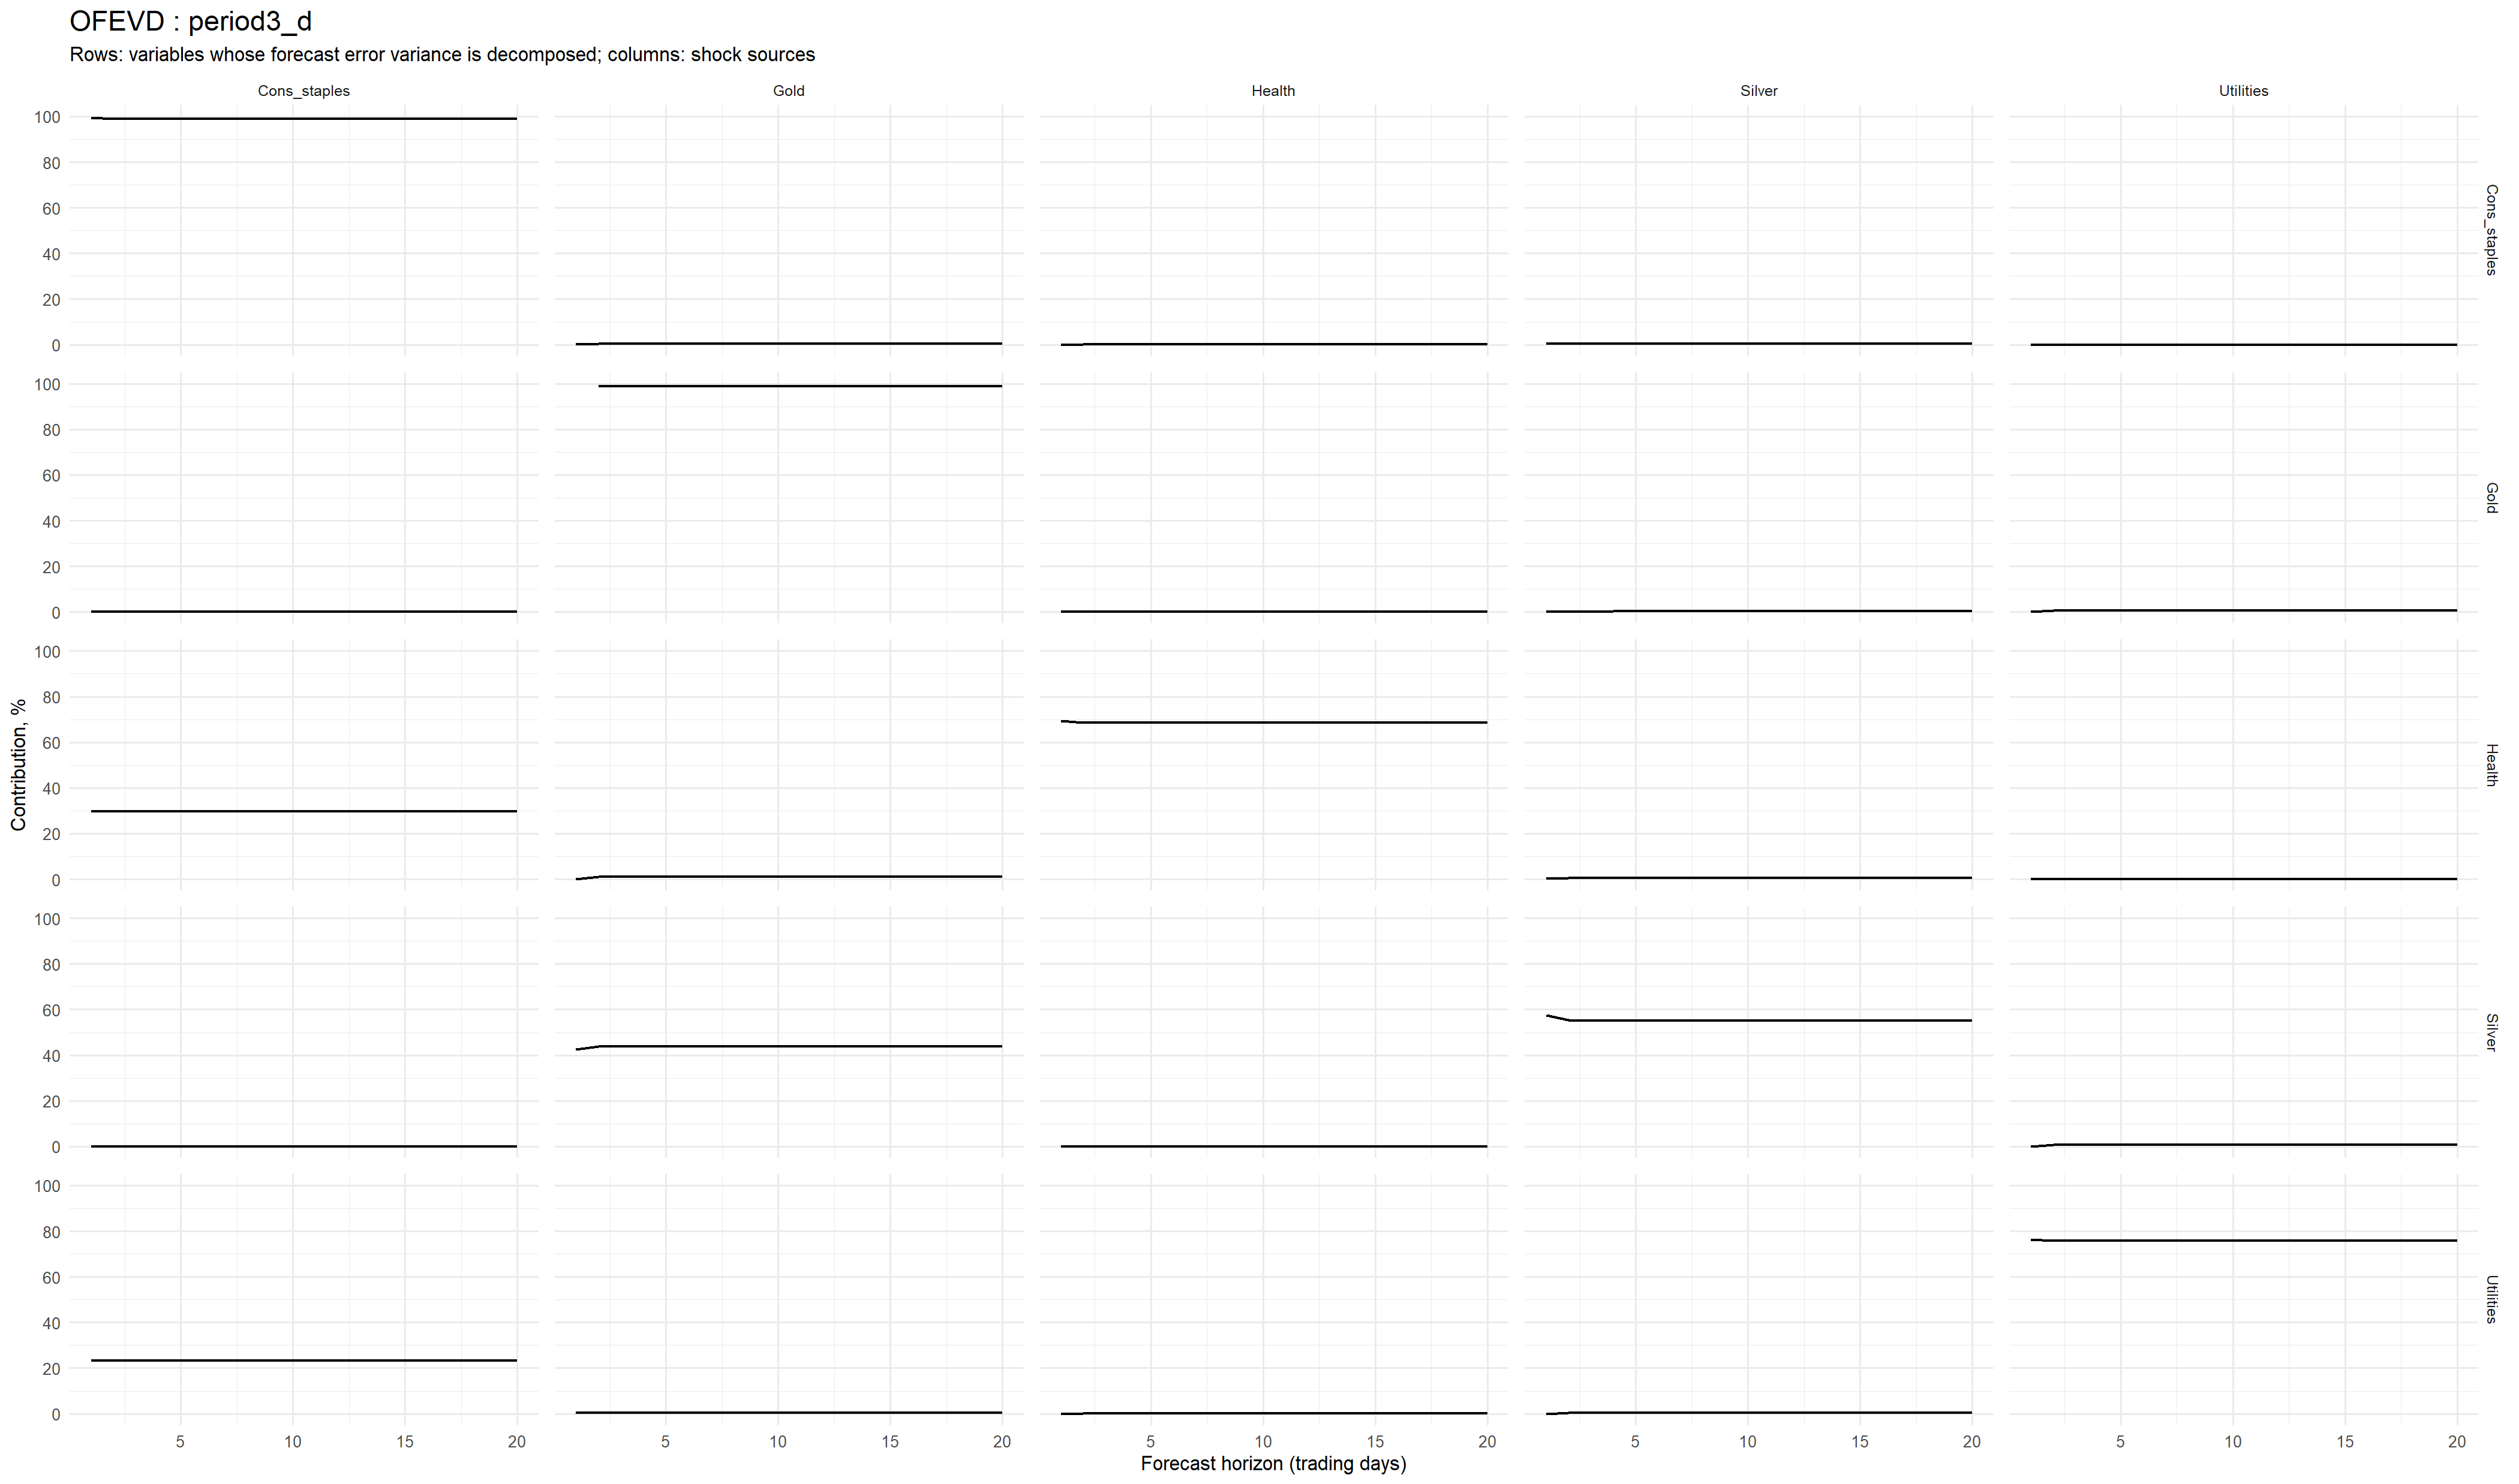 OFEVD : period3_d
Rows: variables whose forecast error variance is decomposed; columns: shock sources
Cons_staples Gold Health Silver Utilities
100
80
60
40
20
0
Cons_staples
100
80
60
40
20
0
Gold
100
80
60
40
20
0
Health
100
80
60
40
20
0
Silver
100
80
60
40
20
0
Utilities
Contribution, %
5 10 15 20 5 10 15 20 5 10 15 20 5 10 15 20 5 10 15 20
Forecast horizon (trading days)